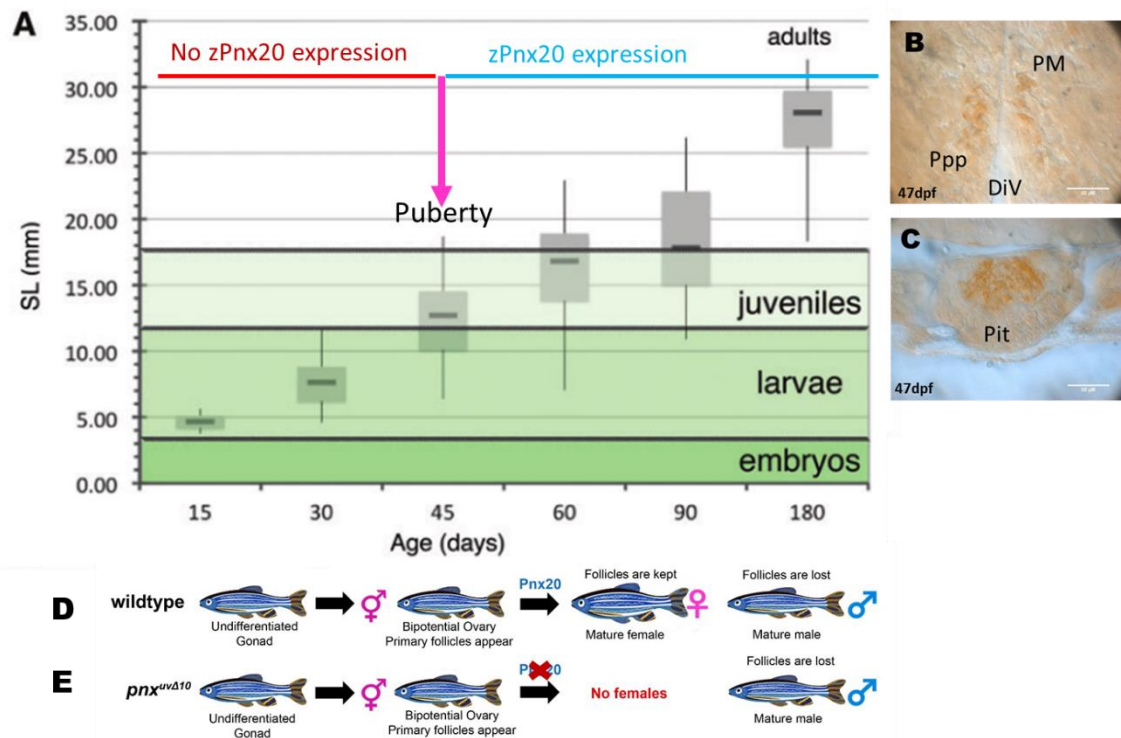 A
No zPnx20 expression
zPnx20 expression
adults
Puberty
juveniles
larvae
embryos
SL (mm)
35.00
30.00
25.00
20.00
15.00
10.00
5.00
0.00
15 30 45 60 90 180
Age (days)
B
PM
Ppp
DiV
47dpf
C
Pit
47dpf
D
wildtype
Undifferentiated
Gonad
Bipotential Ovary
Primary follicles appear
Pnx20
Follicles are kept
Mature female
Follicles are lost
Mature male
E
pnxuvΔ10
Undifferentiated
Gonad
Bipotential Ovary
Primary follicles appear
No females
Follicles are lost
Mature male